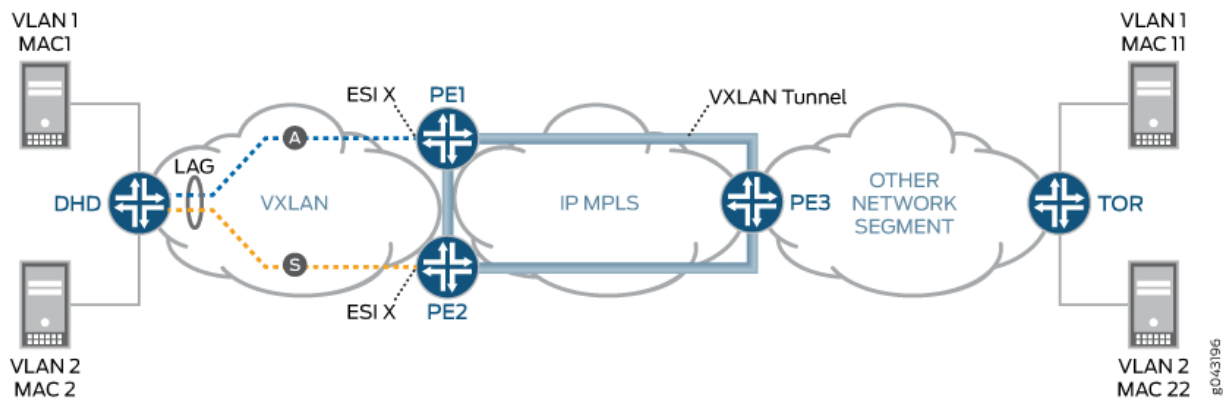 VLAN 1
MAC1
VLAN 1
MAC 11
ESI X
PE1
VXLAN Tunnel
A
LAG
DHD
VXLAN
IP MPLS
PE3
OTHER
NETWORK
SEGMENT
TOR
S
ESI X
PE2
VLAN 2
MAC 2
VLAN 2
MAC 22
g043196